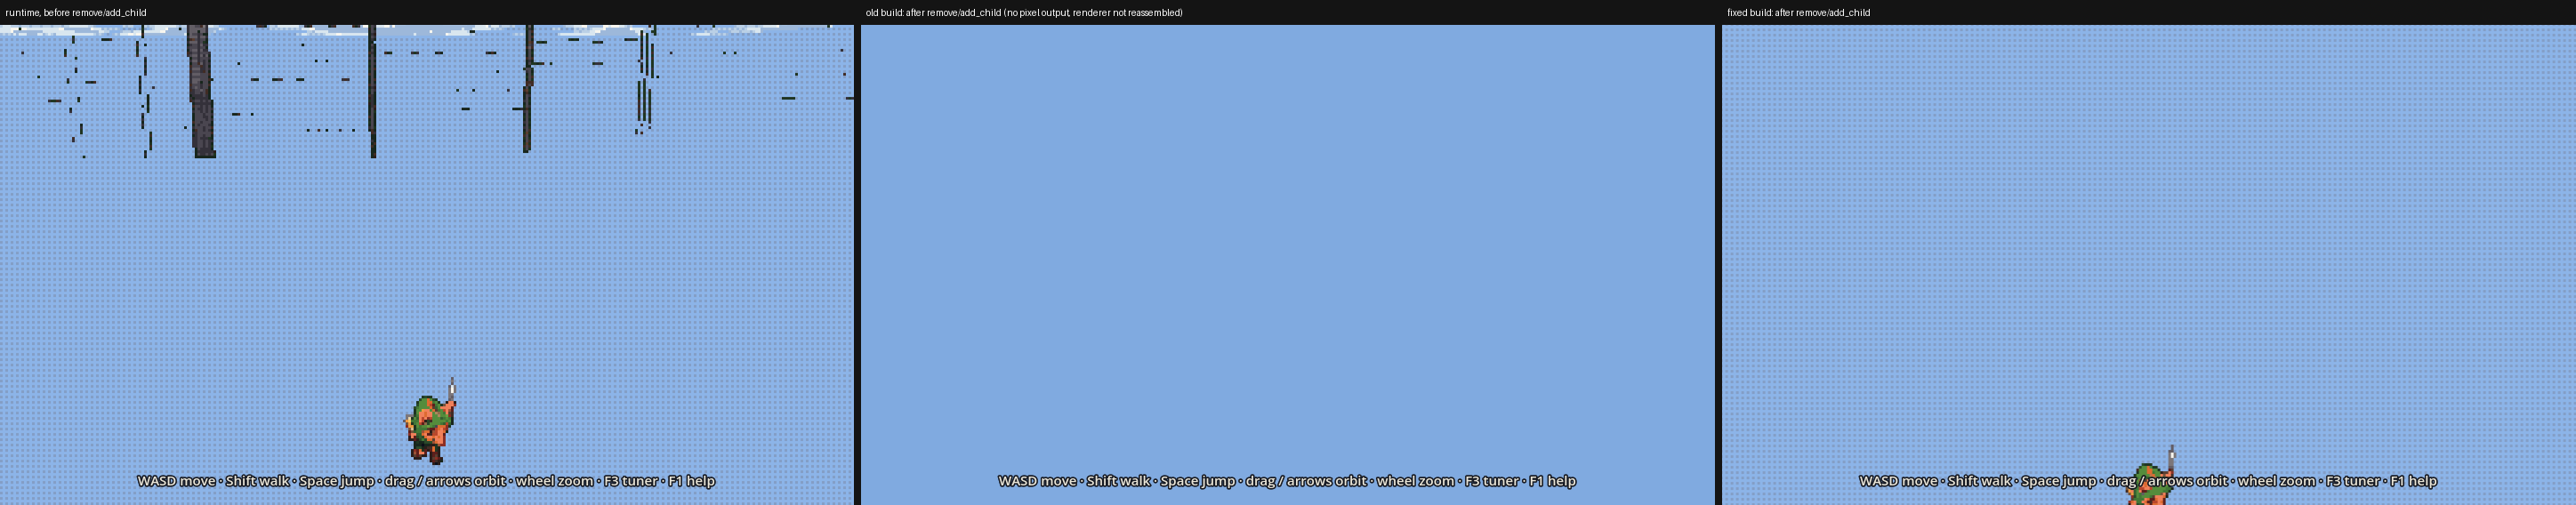 runtime, before remove/add_child
old build: after remove/add_child (no pixel output, renderer not reassembled)
fixed build: after remove/add_child
WASD move · Shift walk · Space jump · drag / arrows orbit · wheel zoom · F3 tuner · F1 help
WASD move · Shift walk · Space jump · drag / arrows orbit · wheel zoom · F3 tuner · F1 help
WASD move · Shift walk · Space jump · drag / arrows orbit · wheel zoom · F3 tuner · F1 help